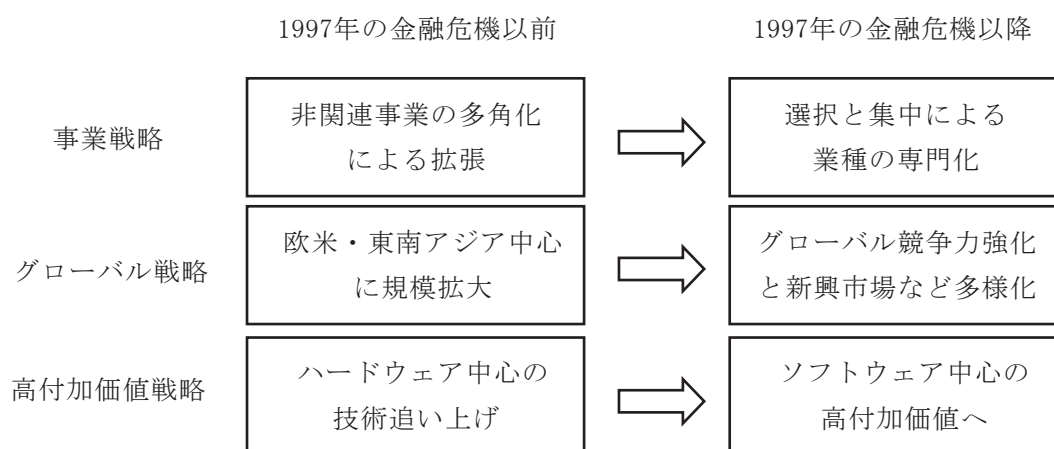 1997年の金融危機以前
1997年の金融危機以降
事業戦略
非関連事業の多角化
による拡張
選択と集中による
業種の専門化
グローバル戦略
欧米・東南アジア中心
に規模拡大
グローバル競争力強化
と新興市場など多様化
高付加価値戦略
ハードウェア中心の
技術追い上げ
ソフトウェア中心の
高付加価値へ